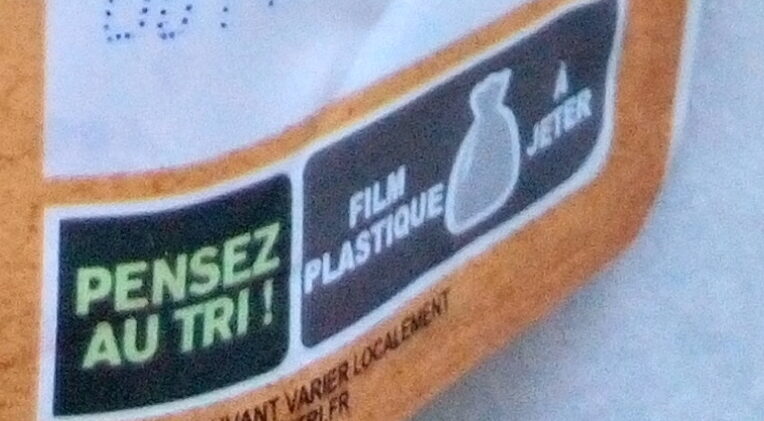 PENSEZ
AU TRI !
FILM
PLASTIQUE
À
JETER
VARIER LOCALEMENT